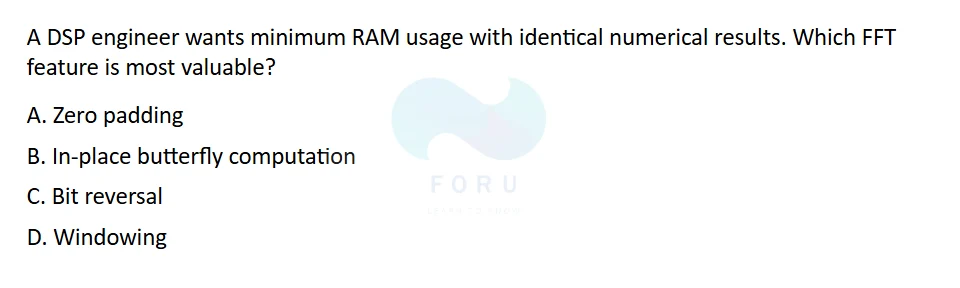 A DSP engineer wants minimum RAM usage with identical numerical results. Which FFT
feature is most valuable?
A. Zero padding
B. In-place butterfly computation
C. Bit reversal
FORU
D. Windowing